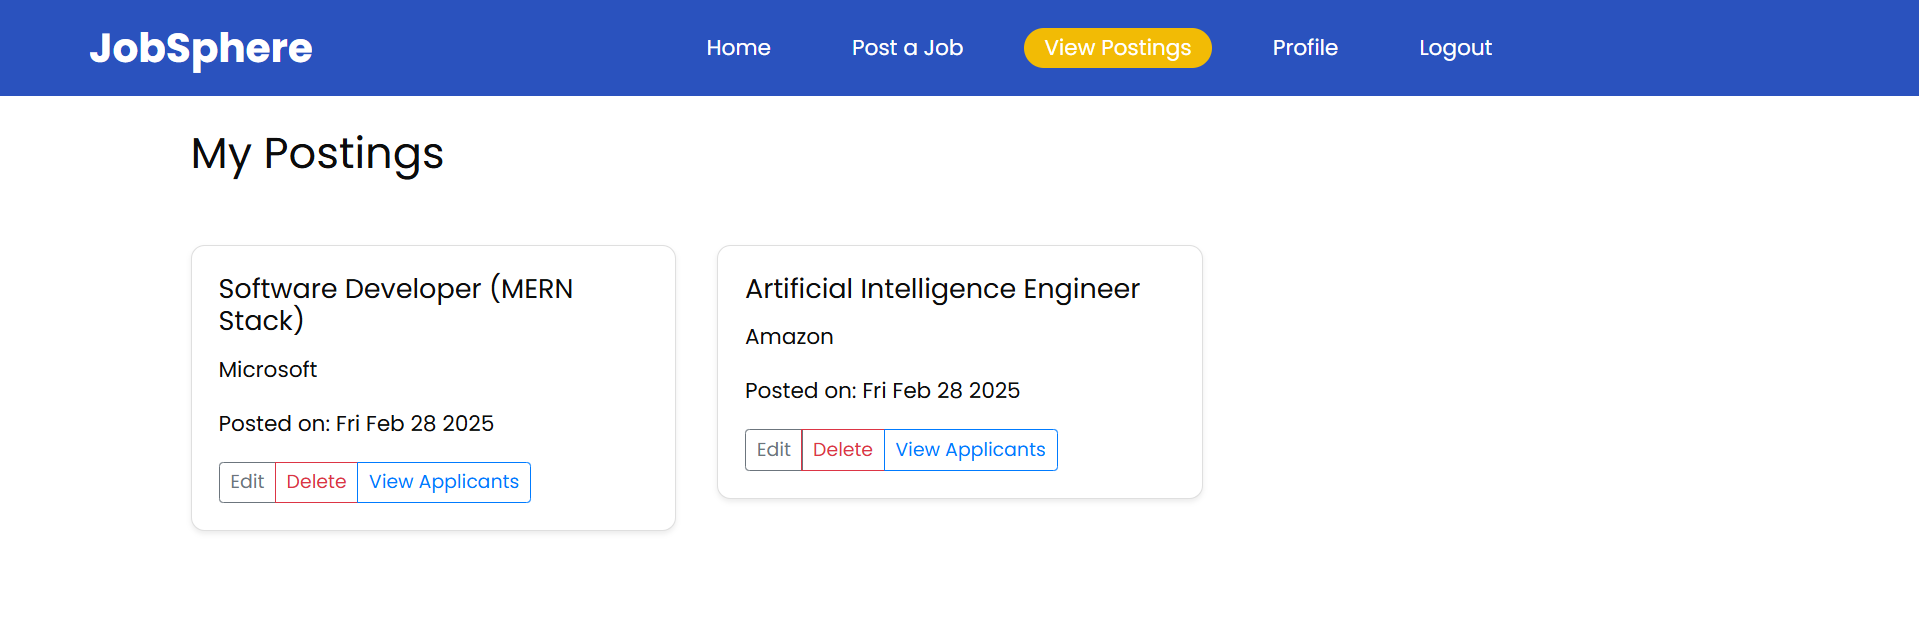 JobSphere Home Post a Job View Postings Profile Logout
My Postings
Software Developer (MERN
Stack)
Microsoft
Posted on: Fri Feb 28 2025
Edit Delete View Applicants
Artificial Intelligence Engineer
Amazon
Posted on: Fri Feb 28 2025
Edit Delete View Applicants